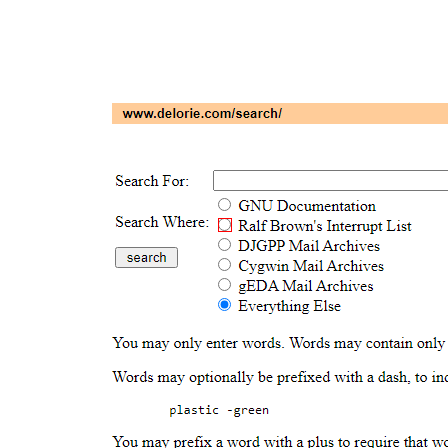 www.delorie.com/search/
Search For:
GNU Documentation
Search Where:
Ralf Brown's Interrupt List
DJGPP Mail Archives
search
Cygwin Mail Archives
gEDA Mail Archives
Everything Else
You may only enter words. Words may contain only
Words may optionally be prefixed with a dash, to
plastic -green
You may prefix a word with a plus to require that